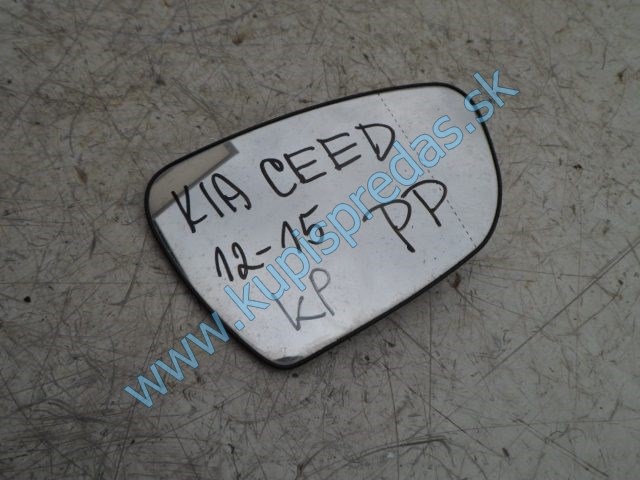 KIA CEED
12-15 PP
KP
www.kupispredas.sk